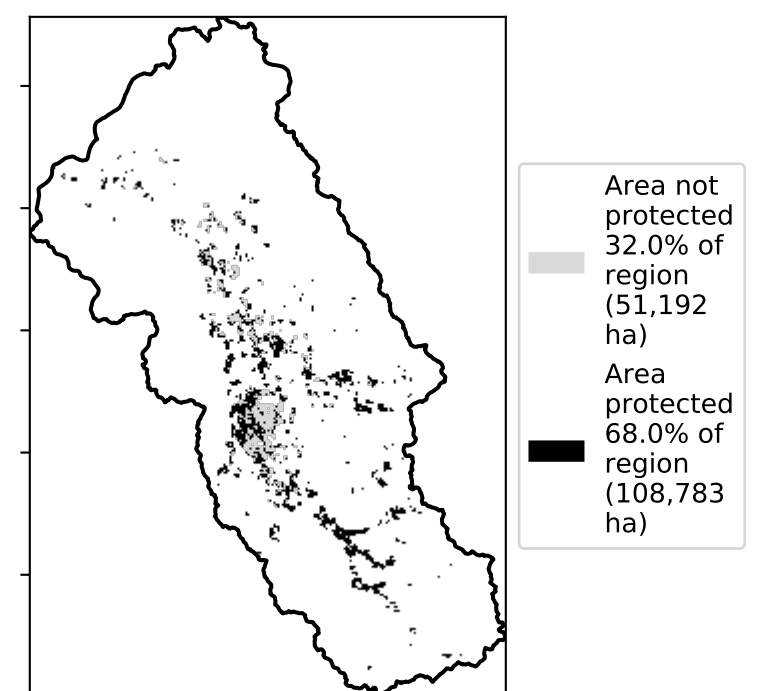 Area not
protected
32.0% of
region
(51,192
ha)
Area
protected
68.0% of
region
(108,783
ha)